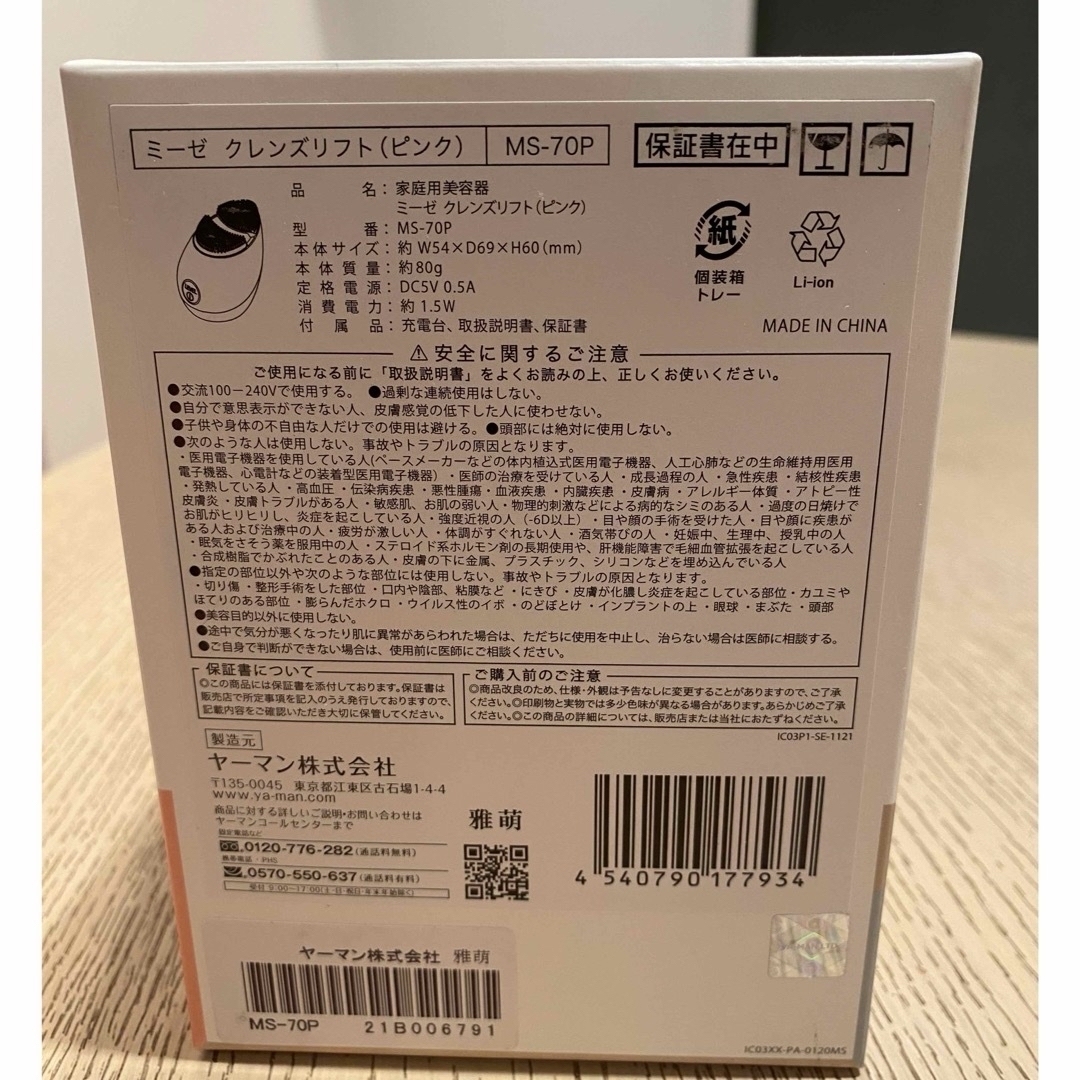 ミーゼ クレンズリフト(ピンク) MS-70P 保証書在中
品 名: 家庭用美容器
ミーゼ クレンズリフト(ピンク)
型 番: MS-70P
本体サイズ: 約 W54×D69×H60(mm)
本体質量: 約80g
定格電源: DC5V 0.5A
消費電力: 約 1.5W
付属品: 充電台、取扱説明書、保証書
紙
個装箱
トレー
Li-ion
MADE IN CHINA
⚠安全に関するご注意
ご使用になる前に「取扱説明書」をよくお読みの上、正しくお使いください。
●交流100-240Vで使用する。 ●過剰な連続使用はしない。
●自分で意思表示ができない人、皮膚感覚の低下した人に使わせない。
●子供や身体の不自由な人だけでの使用は避ける。●頭部には絶対に使用しない。
●次のような人は使用しない。事故やトラブルの原因となります。
・医用電子機器を使用している人(ペースメーカーなどの体内植込式医用電子機器、人工心肺などの生命維持用医用
電子機器、心電計などの装着型医用電子機器)・医師の治療を受けている人・成長過程の人・急性疾患・結核性疾患
・発熱している人・高血圧・伝染病疾患・悪性腫瘍・血液疾患・内臓疾患・皮膚病・アレルギー体質・アトピー性
皮膚炎・皮膚トラブルがある人・敏感肌、お肌の弱い人・物理的刺激などによる病的なシミのある人・過度の日焼けで
お肌がヒリヒリし、炎症を起こしている人・強度近視の人(-6D以上)・目や顔の手術を受けた人・目や顔に疾患が
ある人および治療中の人・疲労が激しい人・体調がすぐれない人・酒気帯びの人・妊娠中、生理中、授乳中の人
・眠気をさそう薬を服用中の人・ステロイド系ホルモン剤の長期使用や、肝機能障害で毛細血管拡張を起こしている人
・合成樹脂でかぶれたことのある人・皮膚の下に金属、プラスチック、シリコンなどを埋め込んでいる人
●指定の部位以外や次のような部位には使用しない。事故やトラブルの原因となります。
・切り傷・整形手術をした部位・口内や陰部、粘膜など・にきび・皮膚が化膿し炎症を起こしている部位・カユミや
ほてりのある部位・膨らんだホクロ・ウイルス性のイボ・のどぼとけ・インプラントの上・眼球・まぶた・頭部
●美容目的以外に使用しない。
●途中で気分が悪くなったり肌に異常があらわれた場合は、ただちに使用を中止し、治らない場合は医師に相談する。
●ご自身で判断ができない場合は、使用前に医師にご相談ください。
保証書について
◎この商品には保証書を添付しております。保証書は
販売店で所定事項を記入のうえ発行しておりますので、
記載内容をご確認いただき大切に保管してください。
ご購入前のご注意
◎商品改良のため、仕様・外観は予告なしに変更することがありますので、ご了承
ください。◎印刷物と実物では多少色味が異なる場合があります。あらかじめご了承
ください。◎この商品の詳細については、販売店または当社におたずねください。
IC03P1-SE-1121
製造元
ヤーマン株式会社
〒135-0045 東京都江東区古石場1-4-4
www.ya-man.com
商品に対する詳しいご説明・お問い合わせは
ヤーマンコールセンターまで
固定電話など
0120-776-282(通話料無料)
携帯電話・PHS
0570-550-637(通話料有料)
受付 9:00~17:00(土・日・祝日・年末年始除く)
雅萌
4 540790 177934
ヤーマン株式会社 雅萌
MS-70P 21B006791
IC03XX-PA-0120MS